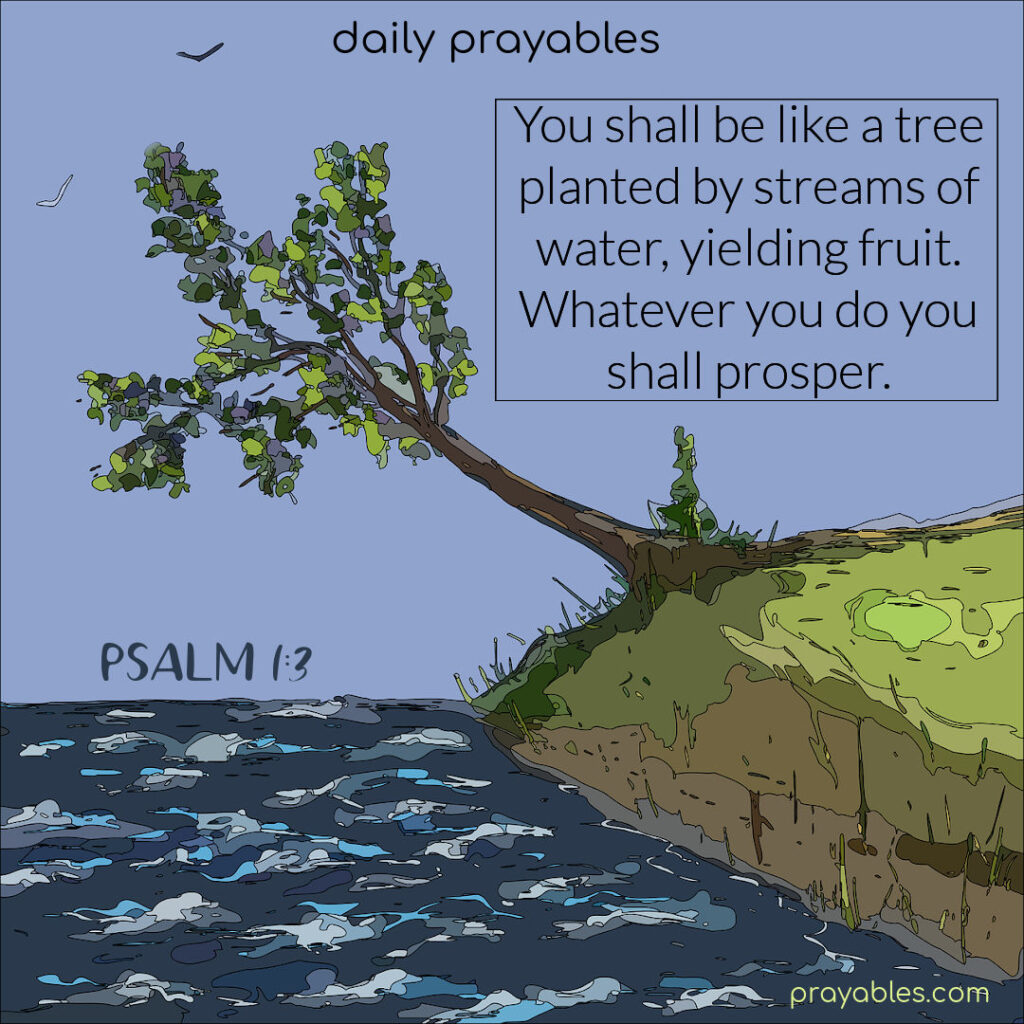 daily prayables
You shall be like a tree
planted by streams of
water, yielding fruit.
Whatever you do you
shall prosper.
PSALM 1:3
prayables.com